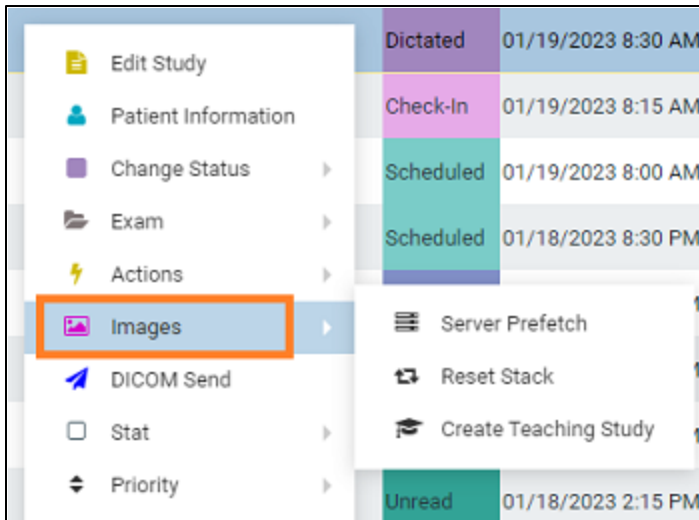 Edit Study
Patient Information
Change Status
Exam
Actions
Images
DICOM Send
Stat
Priority
Server Prefetch
Reset Stack
Create Teaching Study
Dictated 01/19/2023 8:30 AM
Check-In 01/19/2023 8:15 AM
Scheduled 01/19/2023 8:00 AM
Scheduled 01/18/2023 8:30 PM
Unread 01/18/2023 2:15 PM